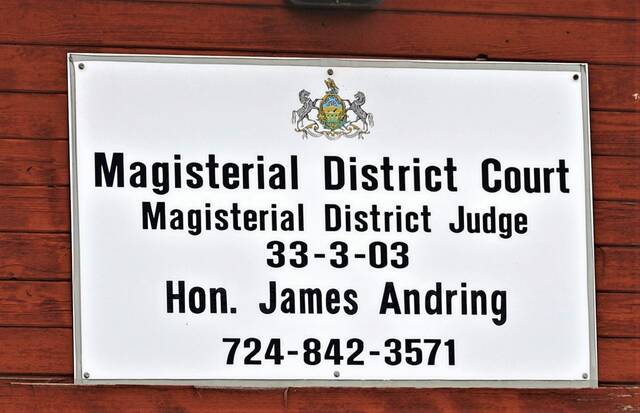 Magisterial District Court
Magisterial District Judge
33-3-03
Hon. James Andring
724-842-3571